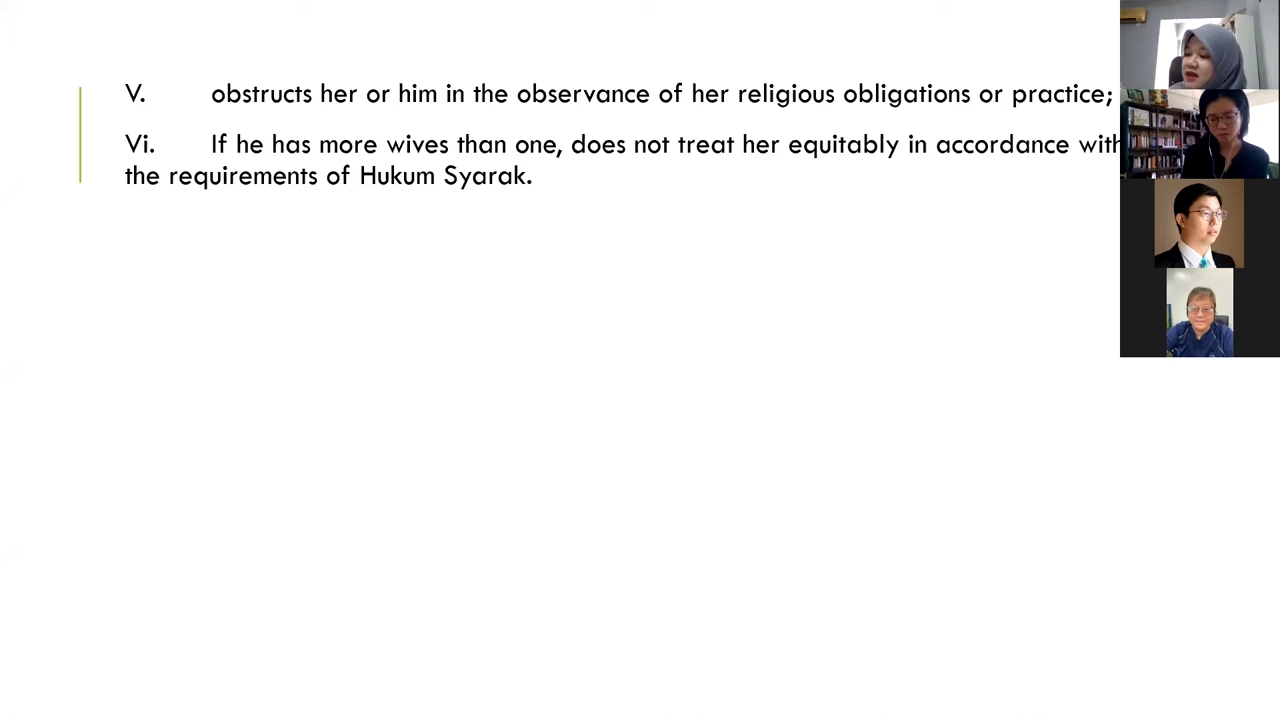 V. obstructs her or him in the observance of her religious obligations or practice;
Vi. If he has more wives than one, does not treat her equitably in accordance with
the requirements of Hukum Syarak.